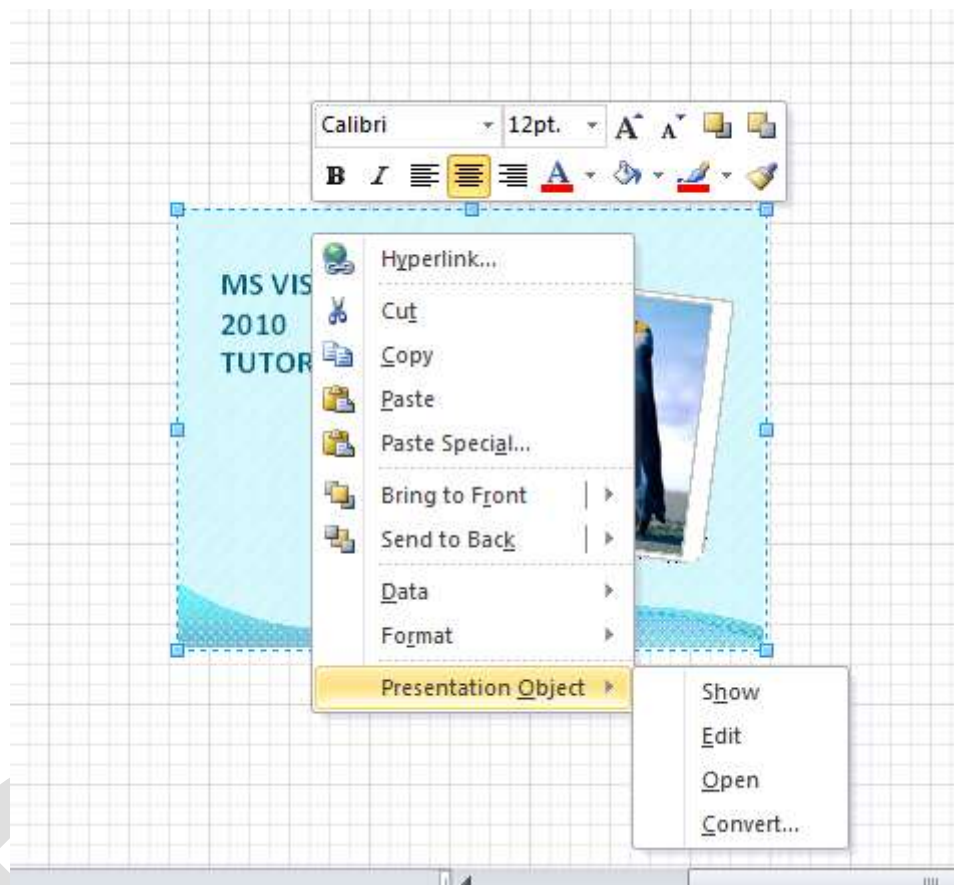 Calibri 12pt.
B I A
MS VIS
2010
TUTOR
Hyperlink...
Cut
Copy
Paste
Paste Special...
Bring to Front
Send to Back
Data
Format
Presentation Object
Show
Edit
Open
Convert...